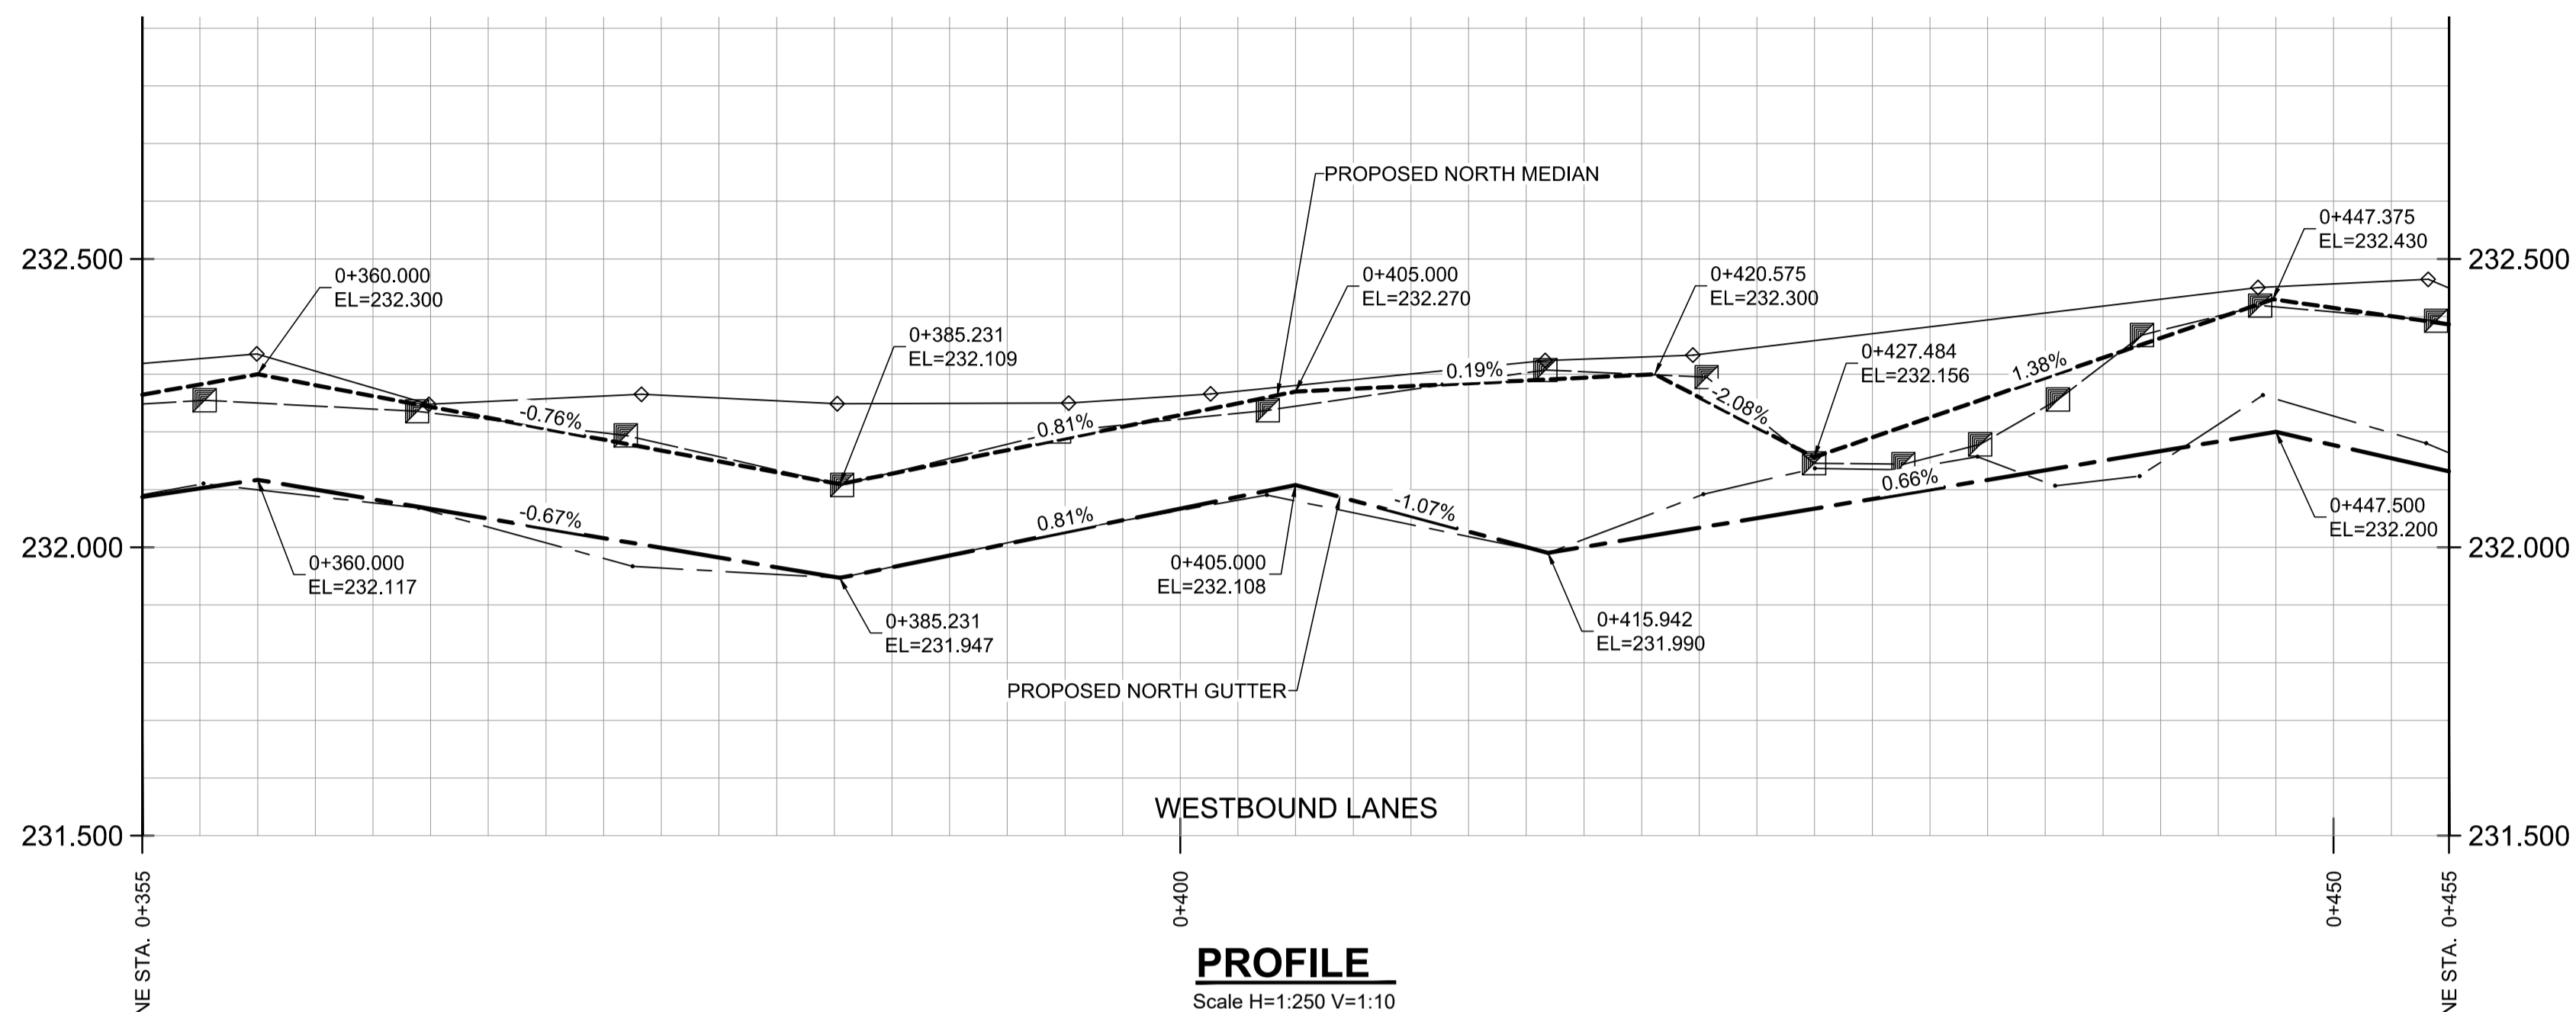 PROPOSED NORTH MEDIAN
0+447.375
EL=232.430
232.500
232.500
0+360.000
EL=232.300
0+405.000
EL=232.270
0+420.575
EL=232.300
0+385.231
EL=232.109
0+427.484
EL=232.156
-0.76%
0.81%
0.19%
-2.08%
1.38%
-0.67%
0.81%
-1.07%
0.66%
0+447.500
EL=232.200
232.000
232.000
0+360.000
EL=232.117
0+405.000
EL=232.108
0+385.231
EL=231.947
0+415.942
EL=231.990
PROPOSED NORTH GUTTER
WESTBOUND LANES
231.500
231.500
NE STA. 0+355
0+400
0+450
NE STA. 0+455
PROFILE
Scale H=1:250 V=1:10